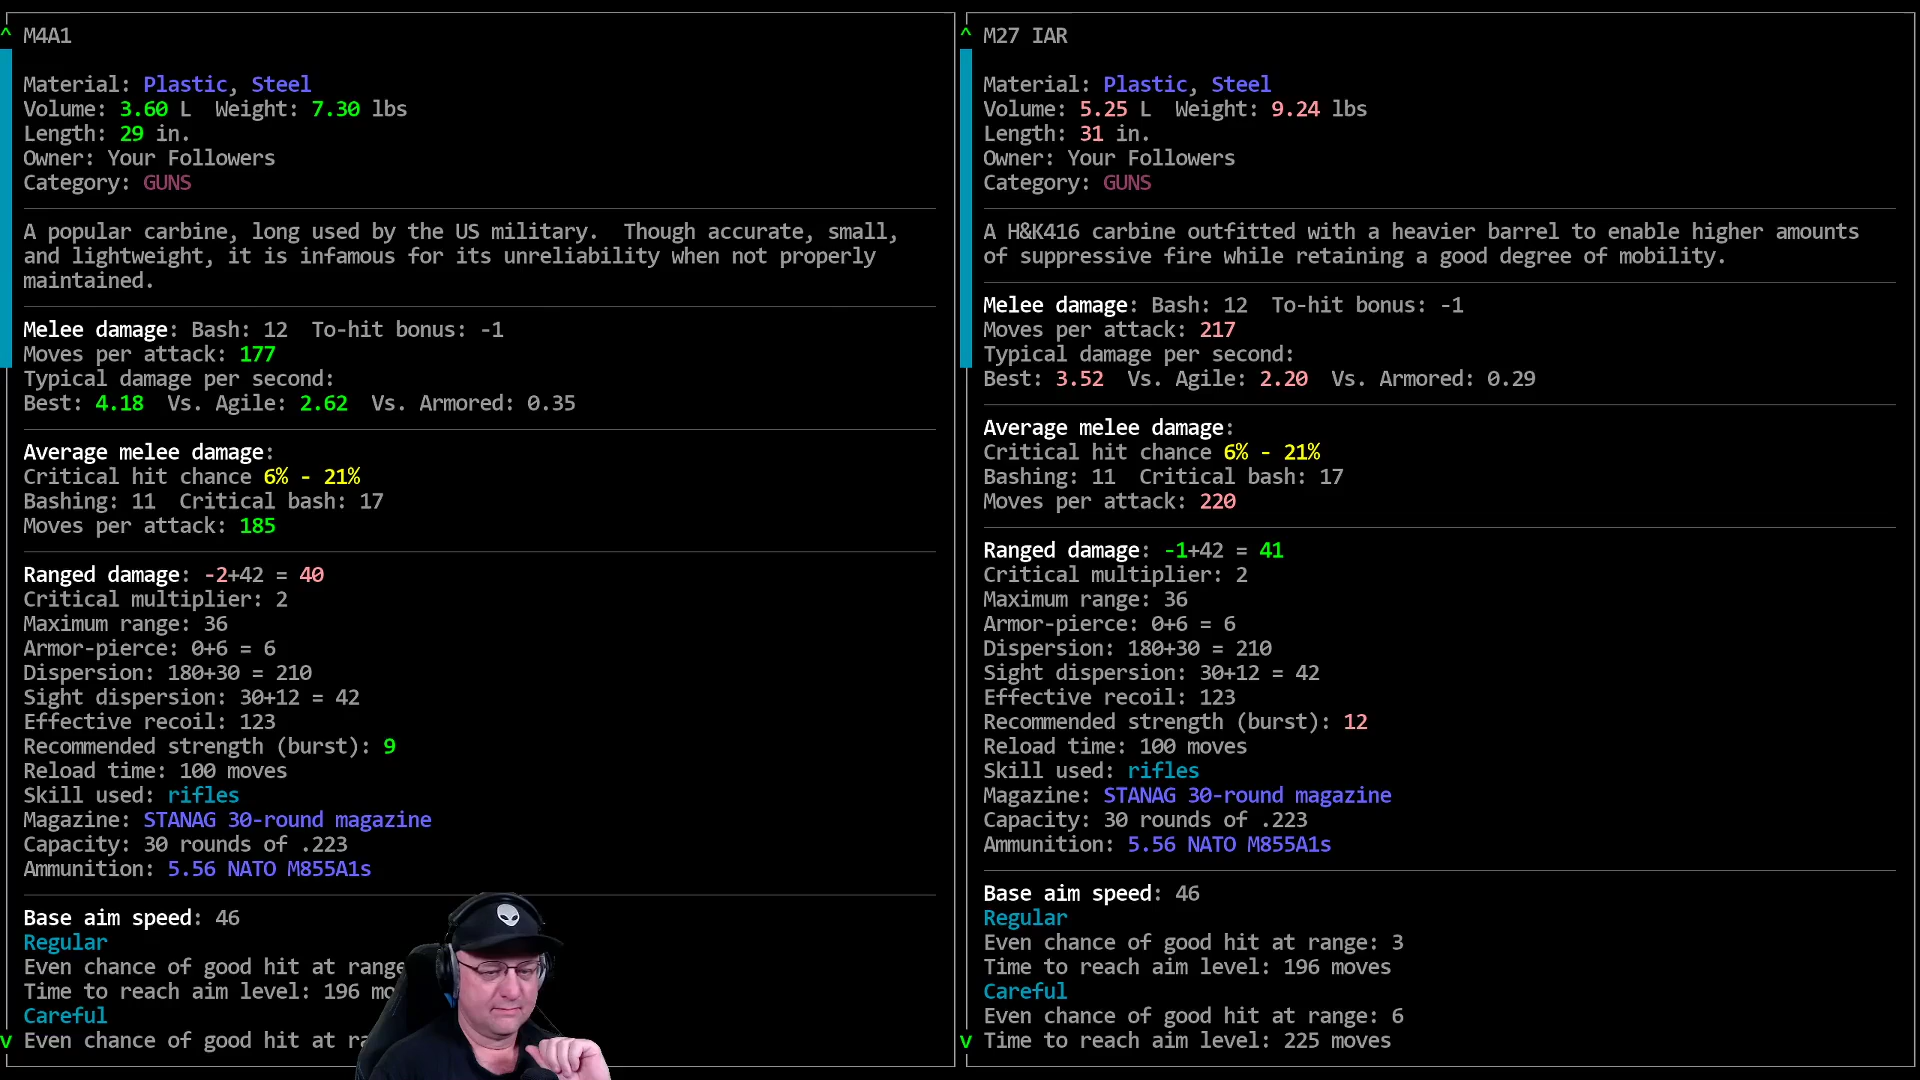 ^ M4A1
Material: Plastic, Steel
Volume: 3.60 L  Weight: 7.30 lbs
Length: 29 in.
Owner: Your Followers
Category: GUNS
A popular carbine, long used by the US military.  Though accurate, small,
and lightweight, it is infamous for its unreliability when not properly
maintained.
Melee damage: Bash: 12  To-hit bonus: -1
Moves per attack: 177
Typical damage per second:
Best: 4.18  Vs. Agile: 2.62  Vs. Armored: 0.35
Average melee damage:
Critical hit chance 6% - 21%
Bashing: 11  Critical bash: 17
Moves per attack: 185
Ranged damage: -2+42 = 40
Critical multiplier: 2
Maximum range: 36
Armor-pierce: 0+6 = 6
Dispersion: 180+30 = 210
Sight dispersion: 30+12 = 42
Effective recoil: 123
Recommended strength (burst): 9
Reload time: 100 moves
Skill used: rifles
Magazine: STANAG 30-round magazine
Capacity: 30 rounds of .223
Ammunition: 5.56 NATO M855A1s
Base aim speed: 46
Regular
Even chance of good hit at range
Time to reach aim level: 196 mo
Careful
v Even chance of good hit at ra
^ M27 IAR
Material: Plastic, Steel
Volume: 5.25 L  Weight: 9.24 lbs
Length: 31 in.
Owner: Your Followers
Category: GUNS
A H&K416 carbine outfitted with a heavier barrel to enable higher amounts
of suppressive fire while retaining a good degree of mobility.
Melee damage: Bash: 12  To-hit bonus: -1
Moves per attack: 217
Typical damage per second:
Best: 3.52  Vs. Agile: 2.20  Vs. Armored: 0.29
Average melee damage:
Critical hit chance 6% - 21%
Bashing: 11  Critical bash: 17
Moves per attack: 220
Ranged damage: -1+42 = 41
Critical multiplier: 2
Maximum range: 36
Armor-pierce: 0+6 = 6
Dispersion: 180+30 = 210
Sight dispersion: 30+12 = 42
Effective recoil: 123
Recommended strength (burst): 12
Reload time: 100 moves
Skill used: rifles
Magazine: STANAG 30-round magazine
Capacity: 30 rounds of .223
Ammunition: 5.56 NATO M855A1s
Base aim speed: 46
Regular
Even chance of good hit at range: 3
Time to reach aim level: 196 moves
Careful
Even chance of good hit at range: 6
v Time to reach aim level: 225 moves